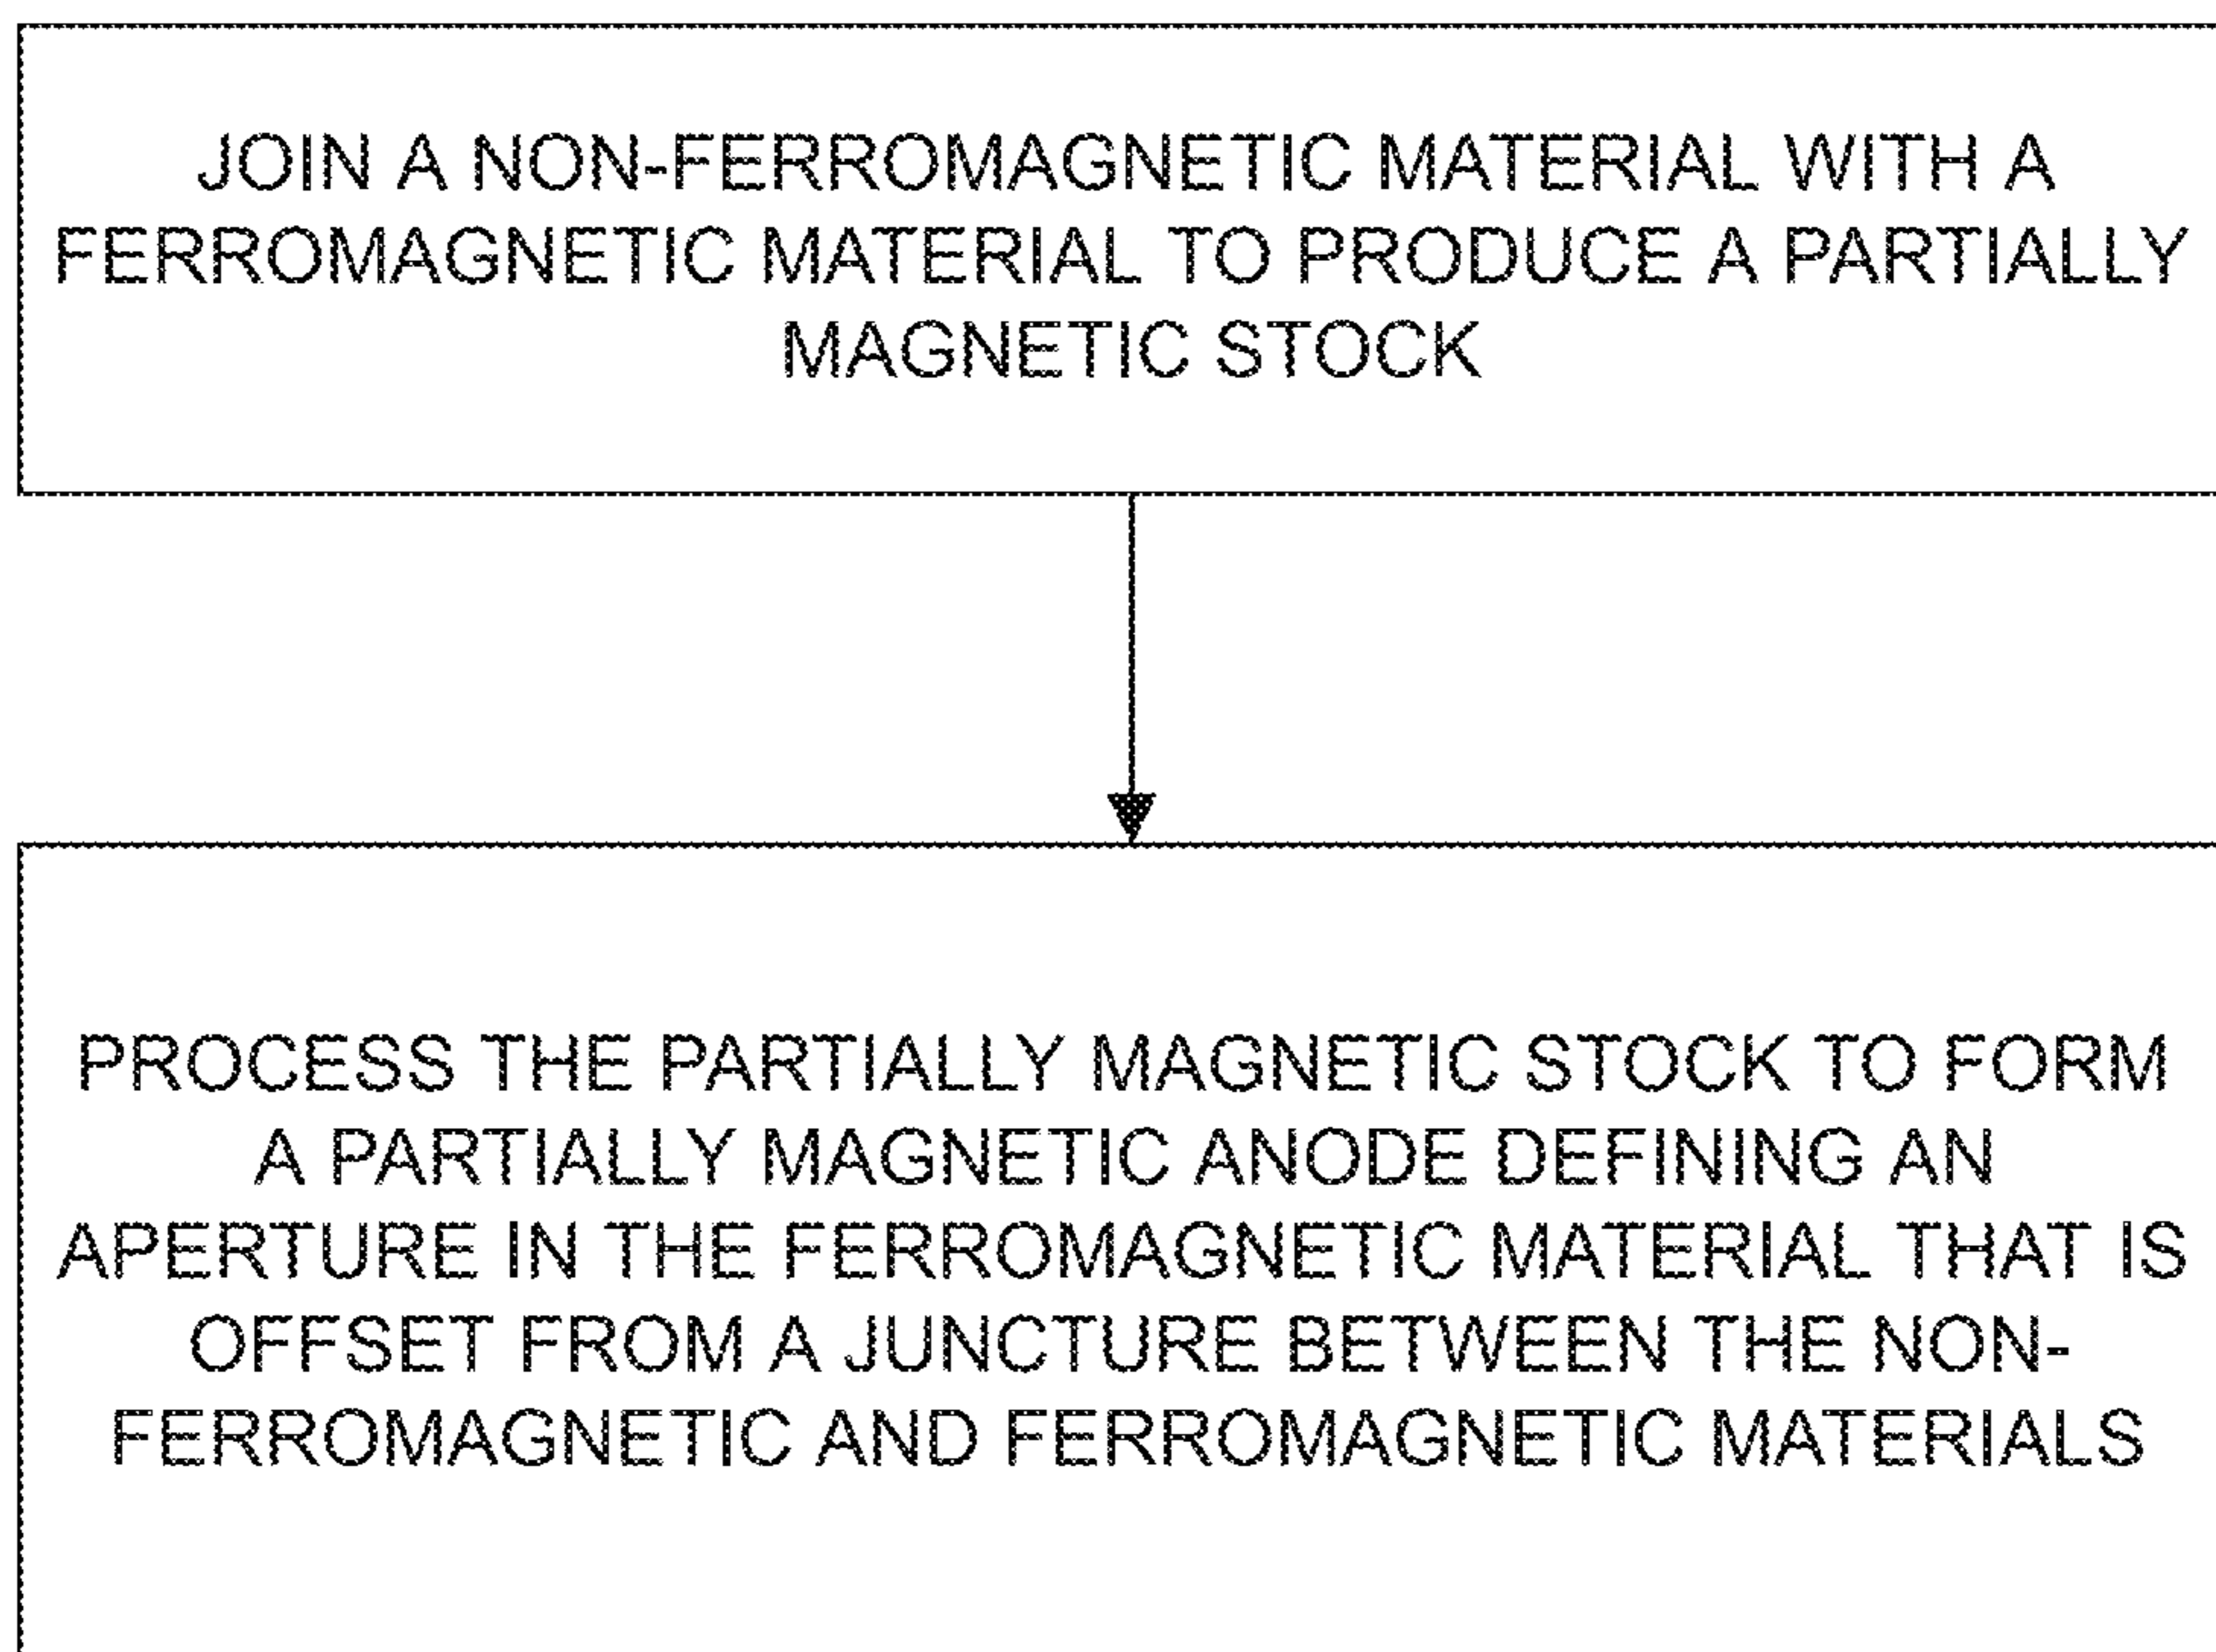 JOIN A NON-FERROMAGNETIC MATERIAL WITH A
FERROMAGNETIC MATERIAL TO PRODUCE A PARTIALLY
MAGNETIC STOCK
PROCESS THE PARTIALLY MAGNETIC STOCK TO FORM
A PARTIALLY MAGNETIC ANODE DEFINING AN
APERTURE IN THE FERROMAGNETIC MATERIAL THAT IS
OFFSET FROM A JUNCTURE BETWEEN THE NON-
FERROMAGNETIC AND FERROMAGNETIC MATERIALS